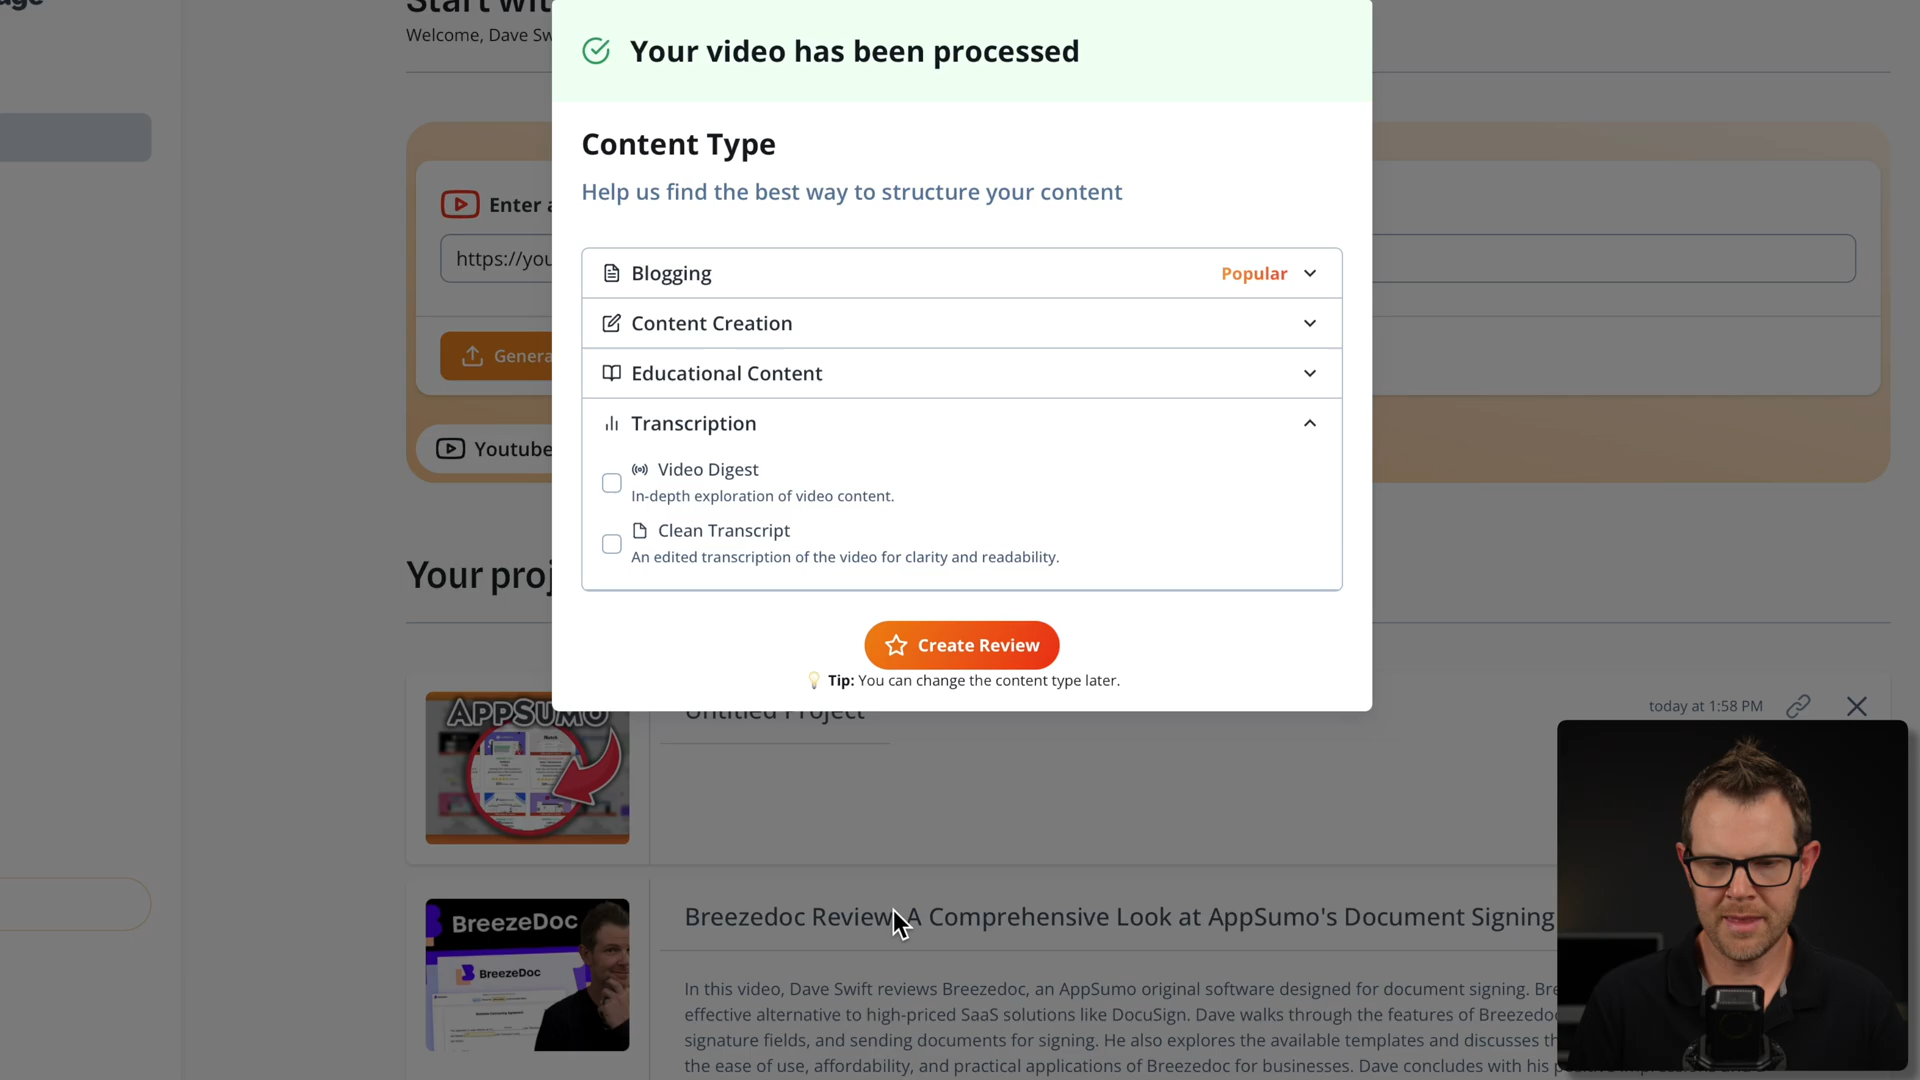 Welcome, Dave Sw
Your video has been processed
Content Type
Help us find the best way to structure your content
Enter a
https://you
Blogging
Popular
Content Creation
Educational Content
Genera
Transcription
Youtube
Video Digest
In-depth exploration of video content.
Clean Transcript
An edited transcription of the video for clarity and readability.
Your proj
Create Review
Tip: You can change the content type later.
APPSUMO
Untitled Project
today at 1:58 PM
BreezeDoc
BreezeDoc
Breezedoc Review: A Comprehensive Look at AppSumo's Document Signing
In this video, Dave Swift reviews Breezedoc, an AppSumo original software designed for document signing. Bre
effective alternative to high-priced SaaS solutions like DocuSign. Dave walks through the features of Breezedoc
signature fields, and sending documents for signing. He also explores the available templates and discusses th
the ease of use, affordability, and practical applications of Breezedoc for businesses. Dave concludes with his